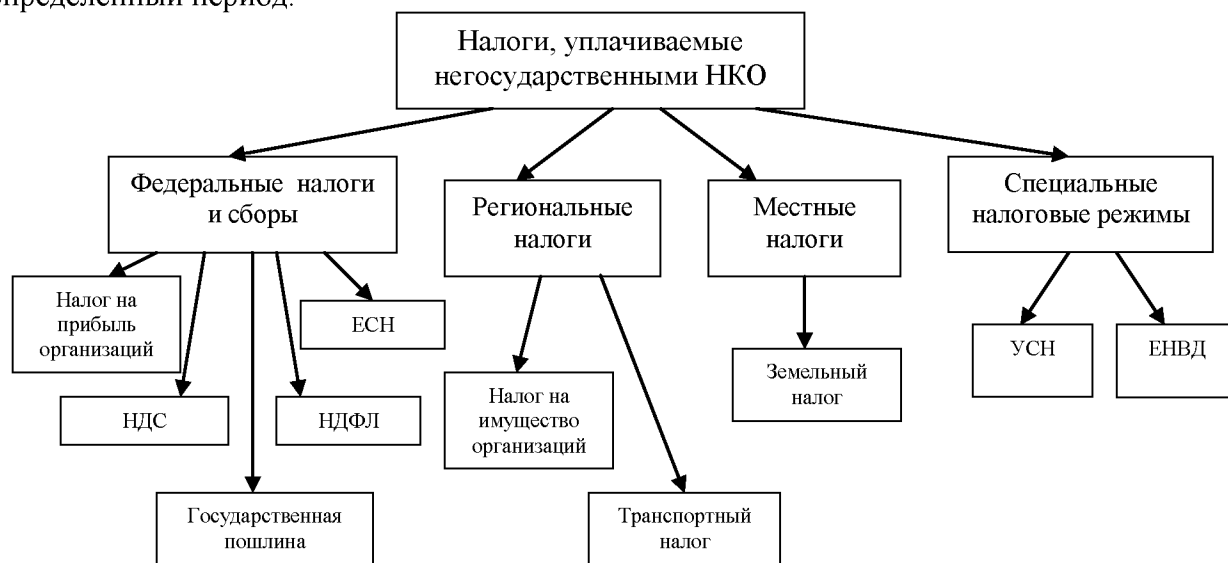 определенный период.
Налоги, уплачиваемые
негосударственными НКО
Федеральные налоги
и сборы
Региональные
налоги
Местные
налоги
Специальные
налоговые режимы
Налог на
прибыль
организаций
ЕСН
НДС
НДФЛ
Государственная
пошлина
Налог на
имущество
организаций
Транспортный
налог
Земельный
налог
УСН
ЕНВД